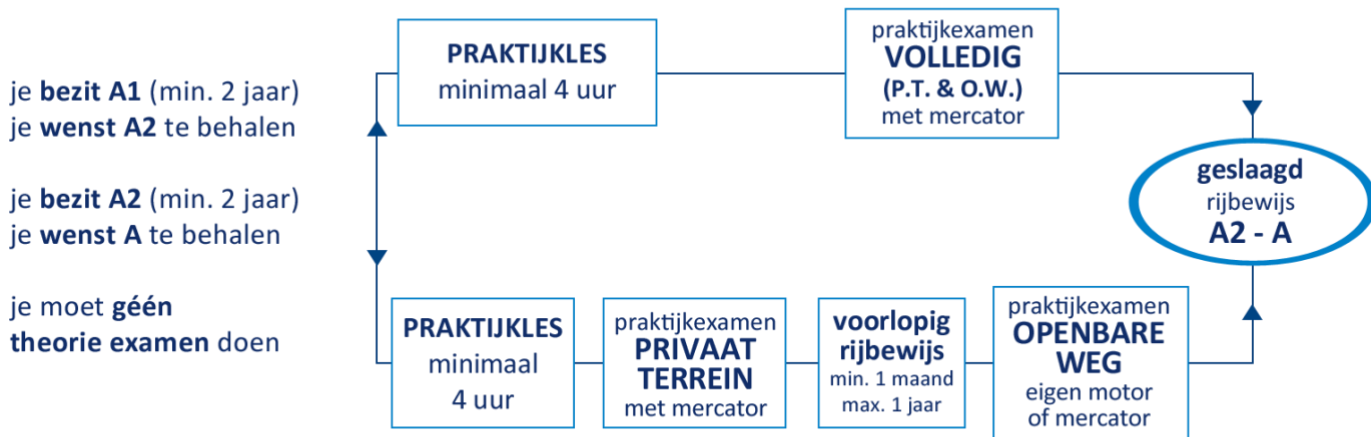 je bezit A1 (min. 2 jaar)
je wenst A2 te behalen
je bezit A2 (min. 2 jaar)
je wenst A te behalen
je moet géén
theorie examen doen
PRAKTIJKLES
minimaal 4 uur
praktijkexamen
VOLLEDIG
(P.T. & O.W.)
met mercator
PRAKTIJKLES
minimaal
4 uur
praktijkexamen
PRIVAAT
TERREIN
met mercator
voorlopig
rijbewijs
min. 1 maand
max. 1 jaar
praktijkexamen
OPENBARE
WEG
eigen motor
of mercator
geslaagd
rijbewijs
A2 - A